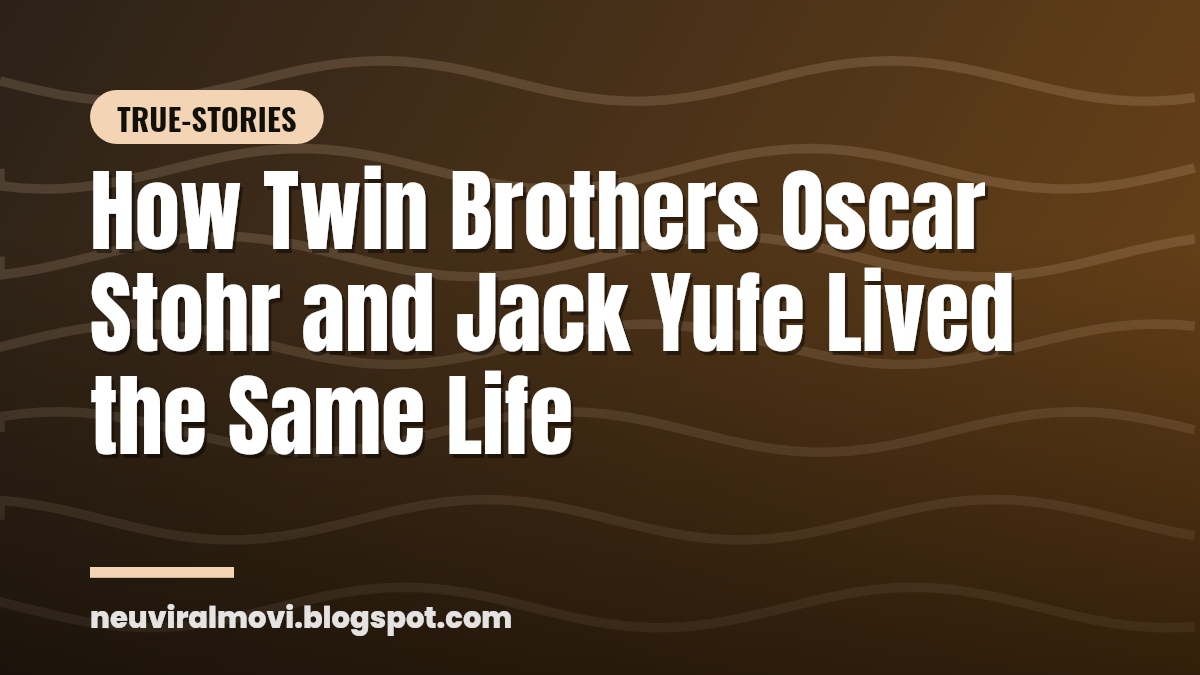 TRUE-STORIES
How Twin Brothers Oscar
Stohr and Jack Yufe Lived
the Same Life
neuviralmovi.blogspot.com